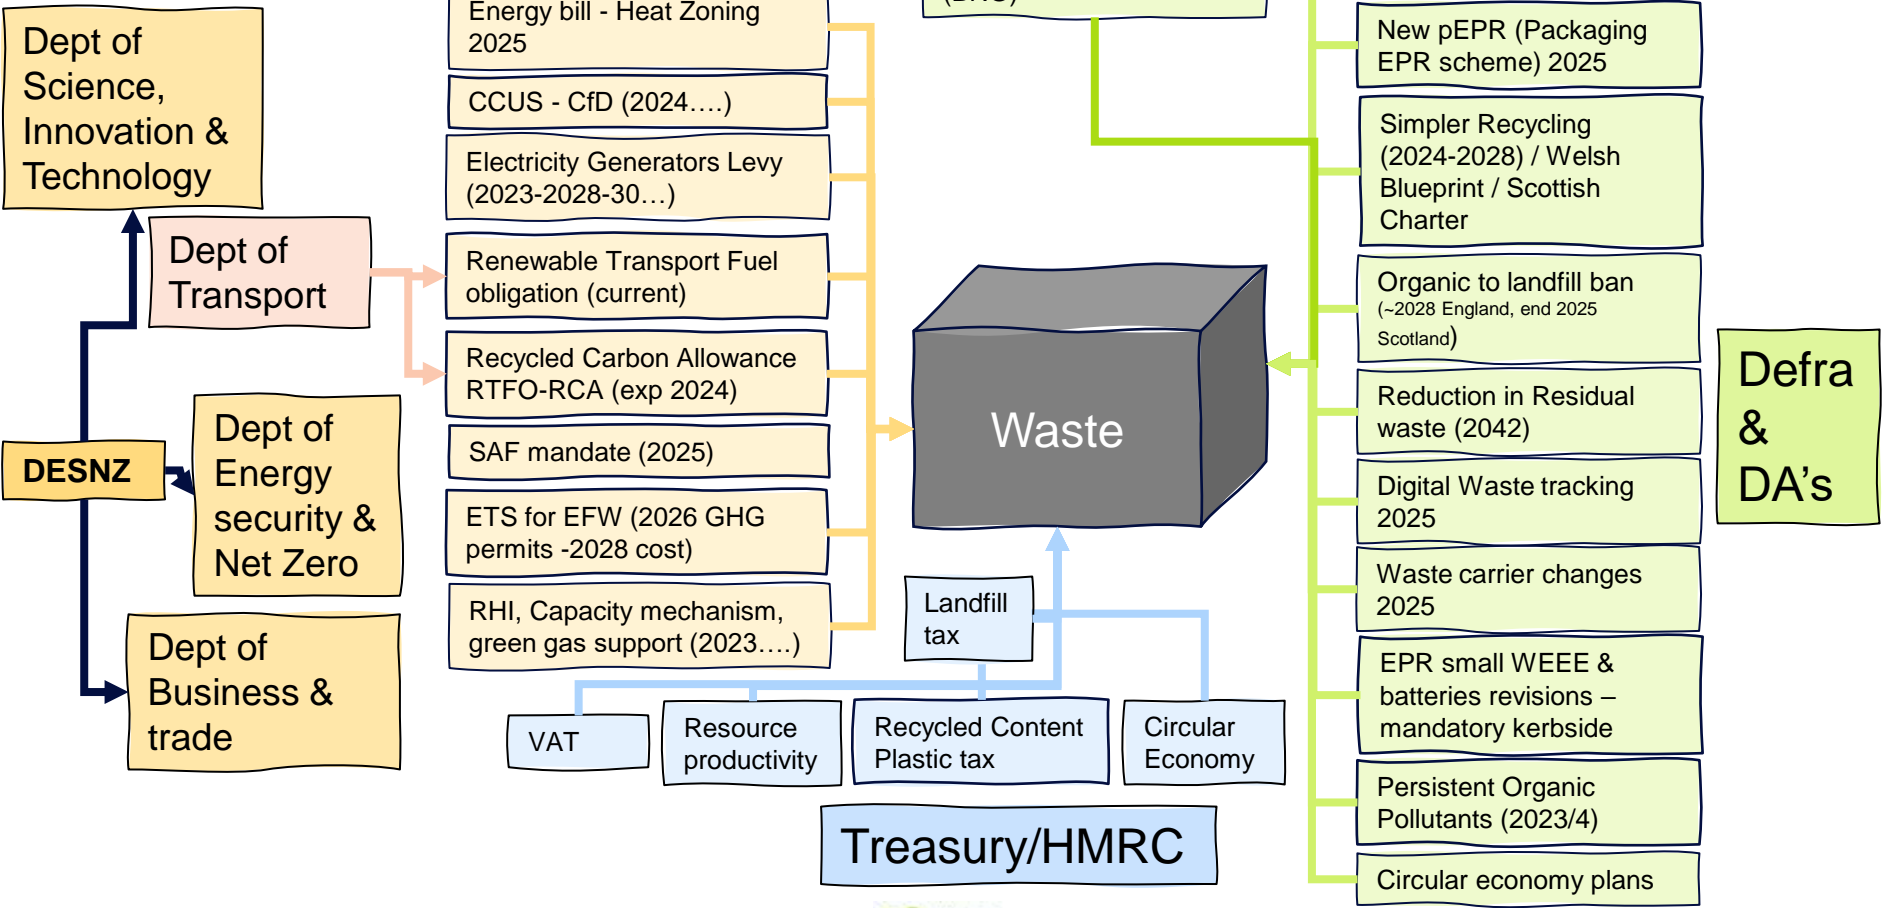 Dept of
Science,
Innovation &
Technology
Dept of
Transport
DESNZ
Dept of
Energy
security &
Net Zero
Dept of
Business &
trade
Energy bill - Heat Zoning
2025
CCUS - CfD (2024….)
Electricity Generators Levy
(2023-2028-30…)
Renewable Transport Fuel
obligation (current)
Recycled Carbon Allowance
RTFO-RCA (exp 2024)
SAF mandate (2025)
ETS for EFW (2026 GHG
permits -2028 cost)
RHI, Capacity mechanism,
green gas support (2023….)
Waste
Landfill
tax
VAT
Resource
productivity
Recycled Content
Plastic tax
Circular
Economy
Treasury/HMRC
New pEPR (Packaging
EPR scheme) 2025
Simpler Recycling
(2024-2028) / Welsh
Blueprint / Scottish
Charter
Organic to landfill ban
(~2028 England, end 2025
Scotland)
Reduction in Residual
waste (2042)
Digital Waste tracking
2025
Waste carrier changes
2025
EPR small WEEE &
batteries revisions –
mandatory kerbside
Persistent Organic
Pollutants (2023/4)
Circular economy plans
Defra
&
DA’s